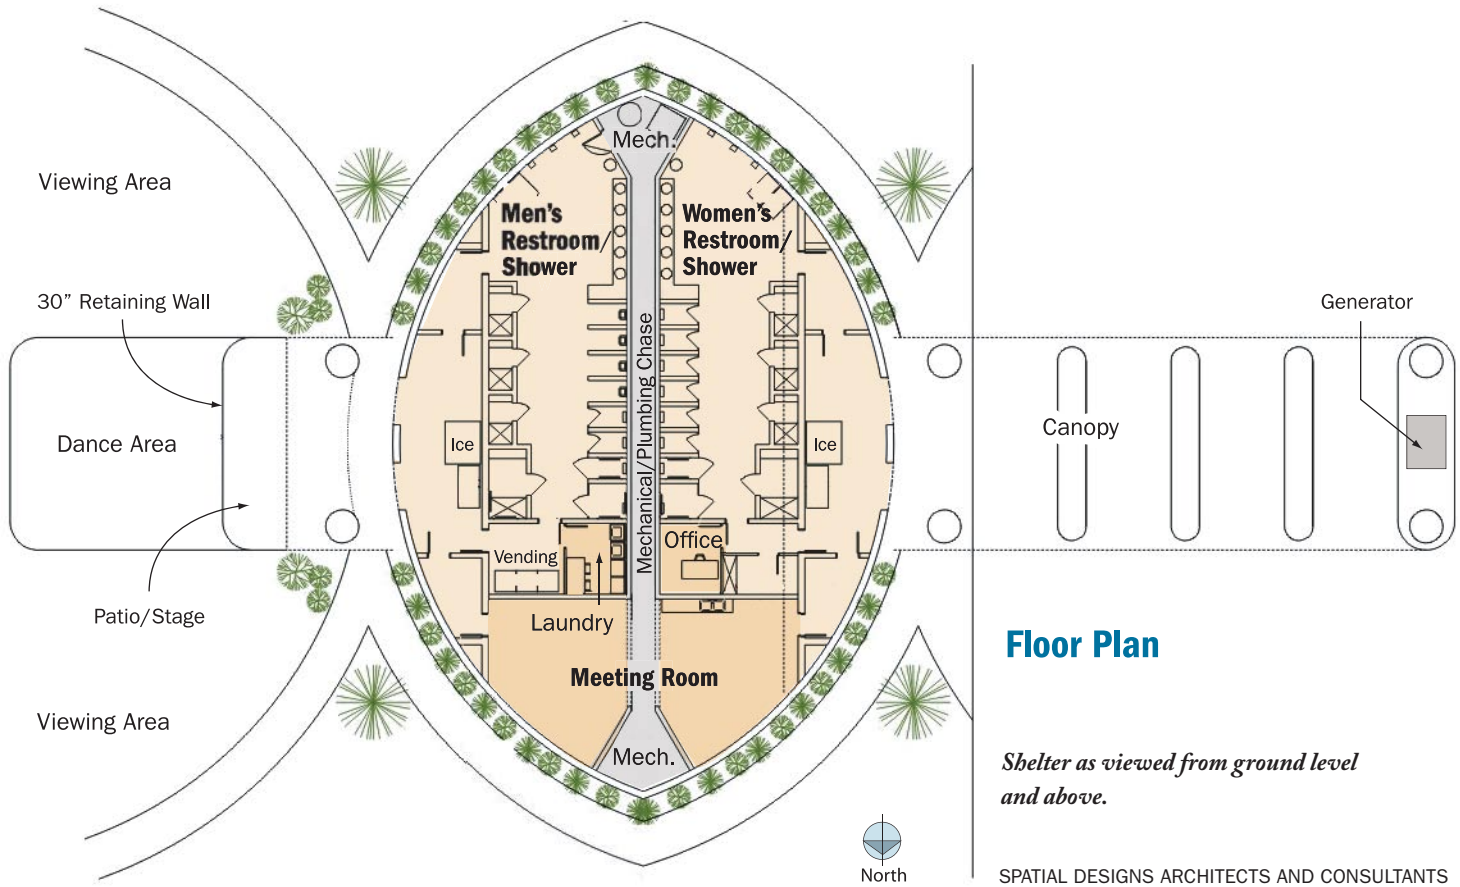 Mech.
Viewing Area
Men's
Restroom/
Shower
Women's
Restroom/
Shower
30” Retaining Wall
Generator
Mechanical/Plumbing Chase
Dance Area
Ice
Ice
Canopy
Vending
Office
Patio/Stage
Laundry
Floor Plan
Meeting Room
Viewing Area
Mech.
Shelter as viewed from ground level
and above.
North
SPATIAL DESIGNS ARCHITECTS AND CONSULTANTS